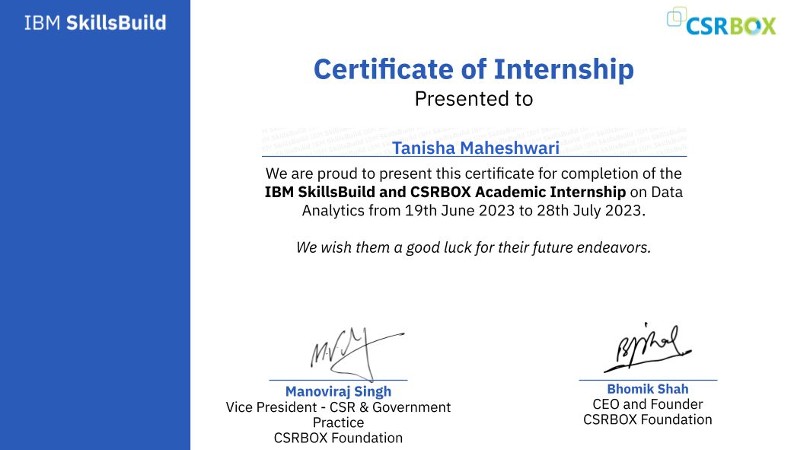 IBM SkillsBuild
CSRBOX
Certificate of Internship
Presented to
Tanisha Maheshwari
We are proud to present this certificate for completion of the
IBM SkillsBuild and CSRBOX Academic Internship on Data
Analytics from 19th June 2023 to 28th July 2023.
We wish them a good luck for their future endeavors.
Manoviraj Singh
Vice President - CSR & Government
Practice
CSRBOX Foundation
Bhomik Shah
CEO and Founder
CSRBOX Foundation